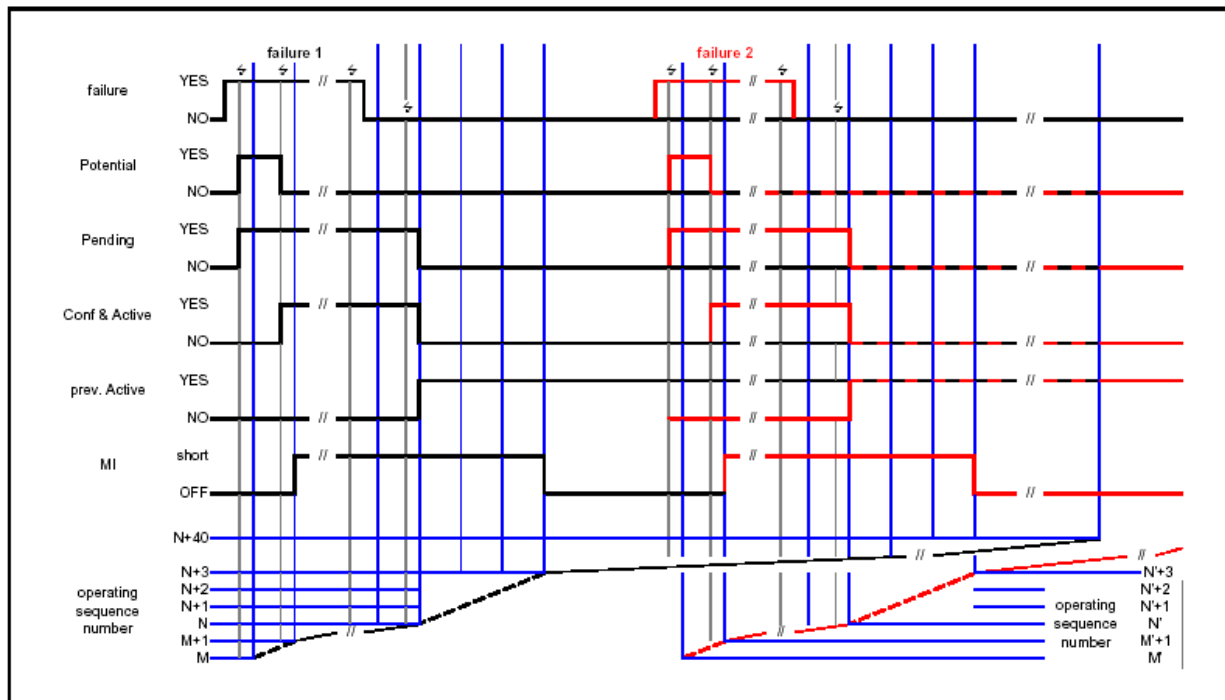 failure 1
failure 2
failure
YES
NO
Potential
YES
NO
Pending
YES
NO
Conf & Active
YES
NO
prev. Active
YES
NO
MI
short
OFF
N+40
N+3
N+2
N+1
N
M+1
M
operating
sequence
number
operating
sequence
number
N'+3
N'+2
N'+1
N'
M'+1
M'